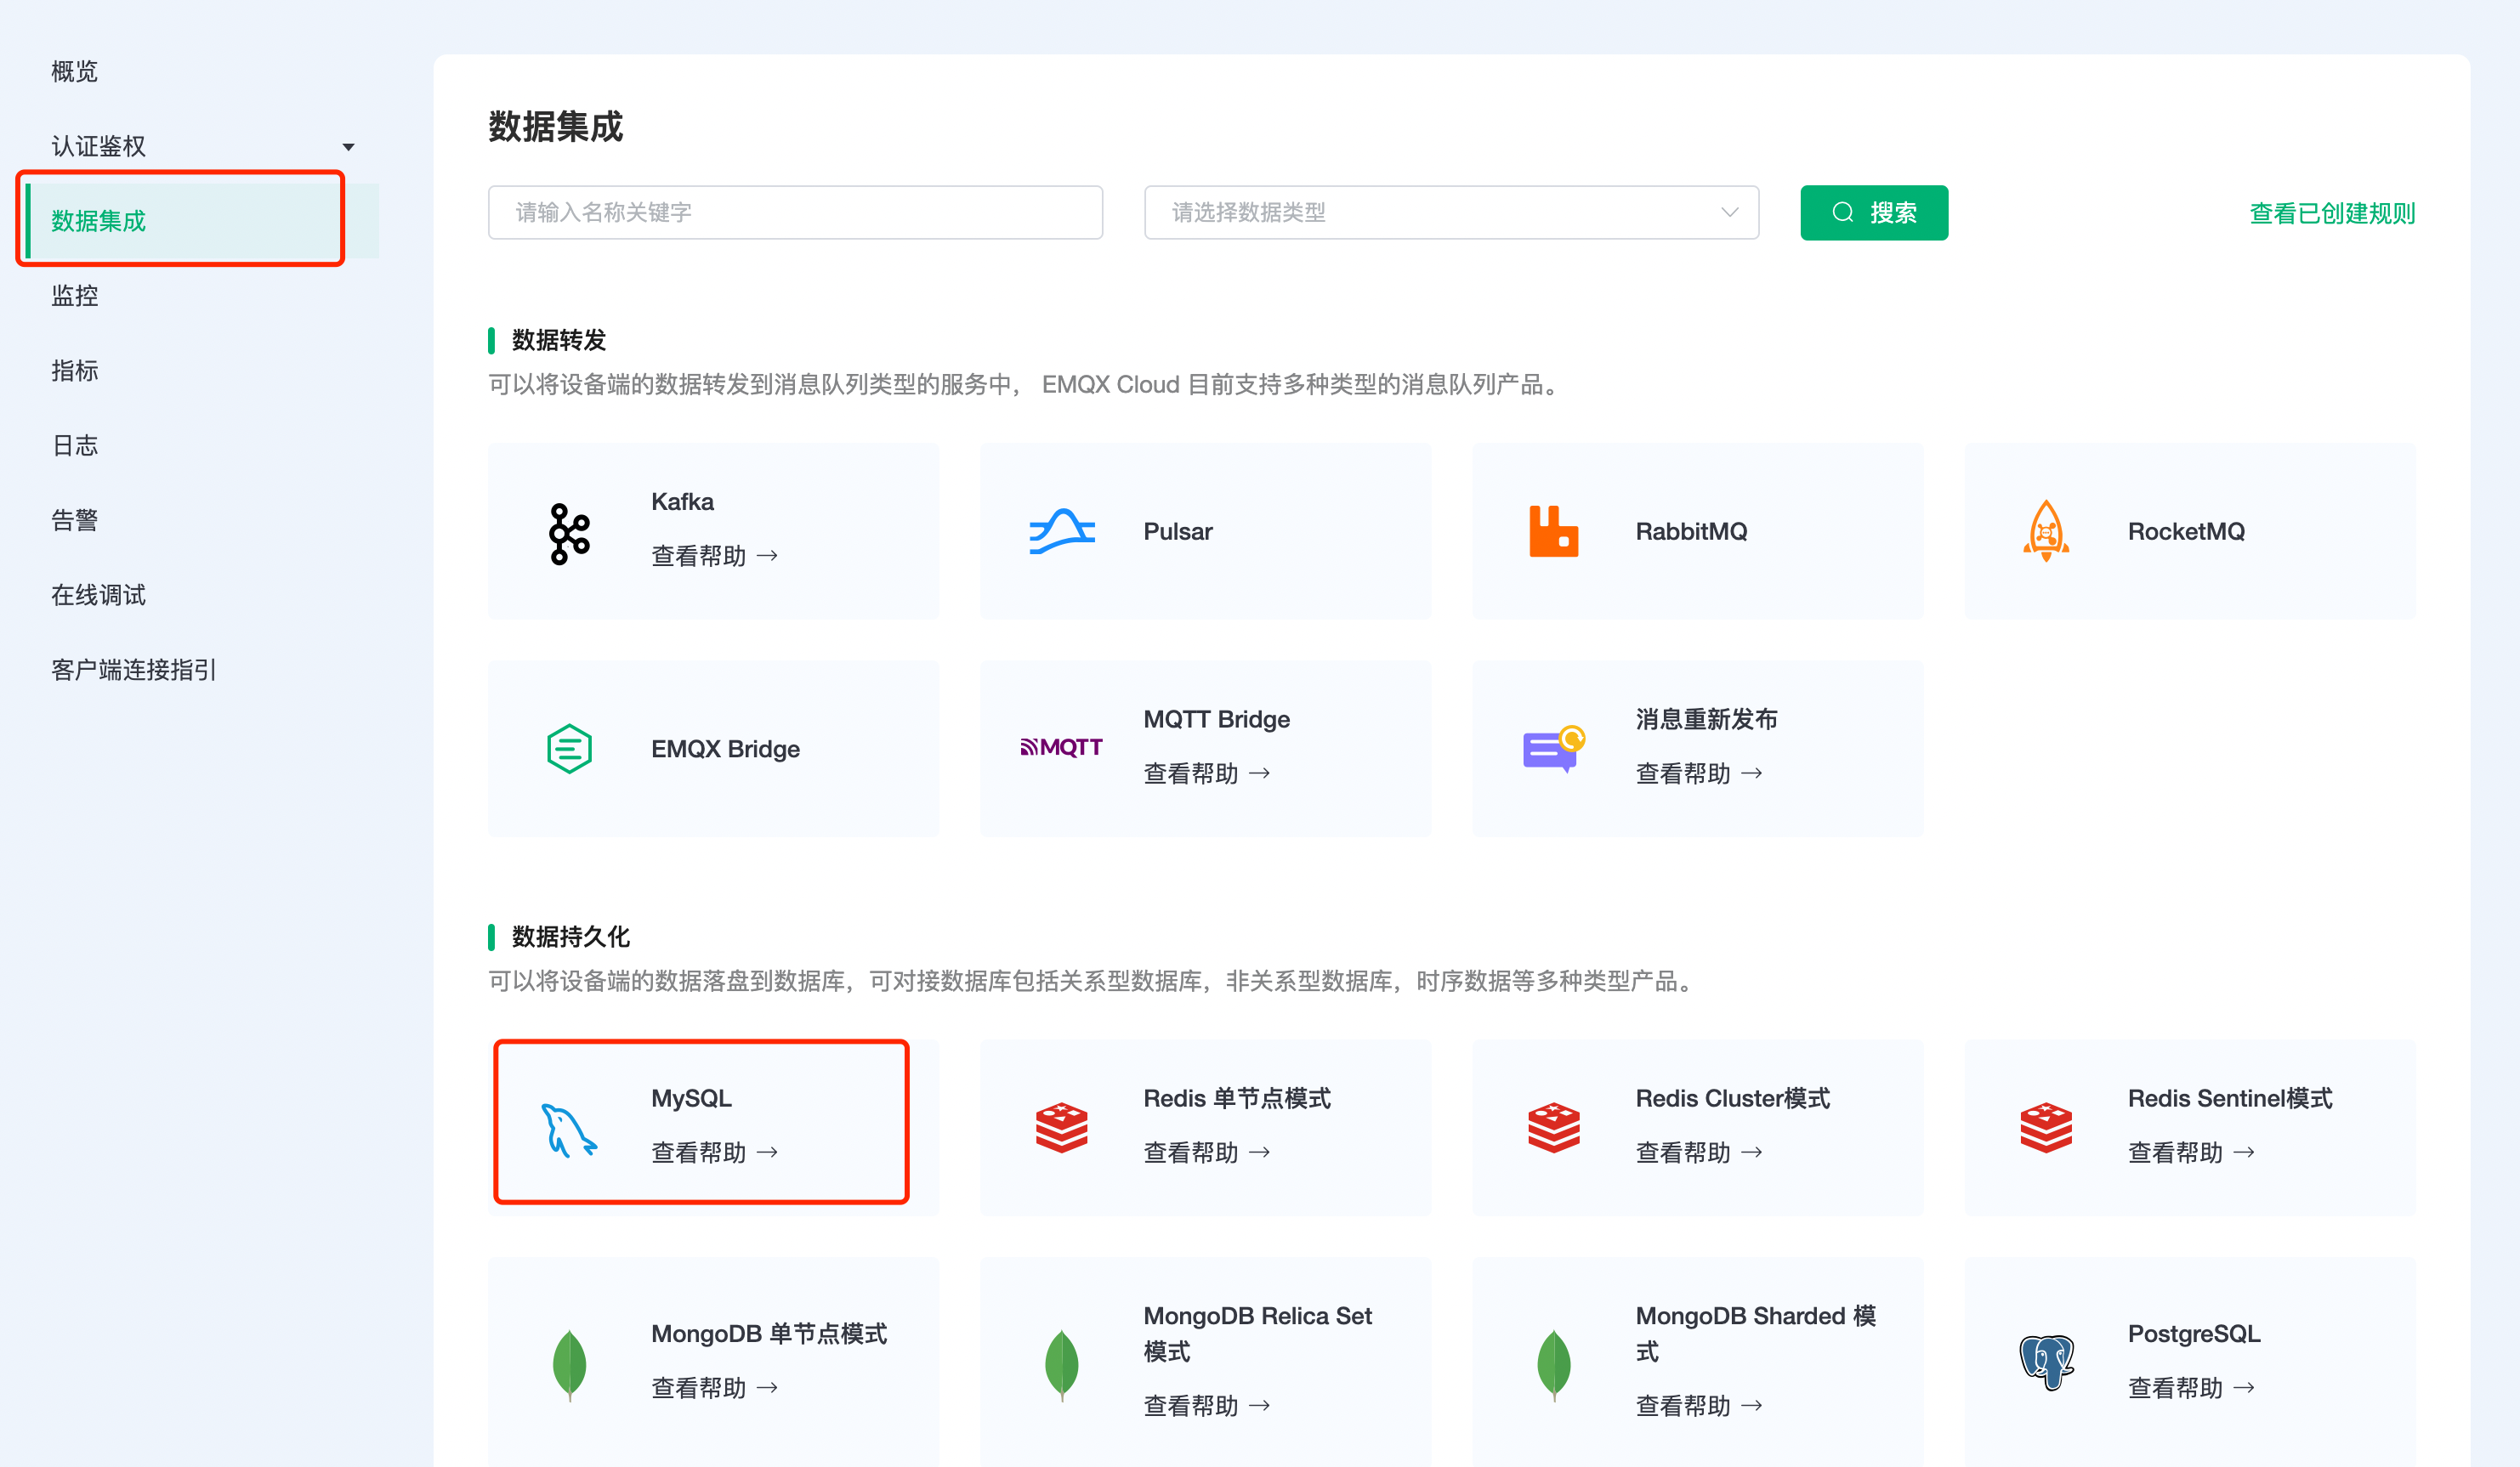 概览
认证鉴权
数据集成
监控
指标
日志
告警
在线调试
客户端连接指引
数据集成
请输入名称关键字
请选择数据类型
搜索
查看已创建规则
数据转发
可以将设备端的数据转发到消息队列类型的服务中， EMQX Cloud 目前支持多种类型的消息队列产品。
Kafka
查看帮助 →
Pulsar
RabbitMQ
RocketMQ
EMQX Bridge
MQTT
MQTT Bridge
查看帮助 →
消息重新发布
查看帮助 →
数据持久化
可以将设备端的数据落盘到数据库，可对接数据库包括关系型数据库，非关系型数据库，时序数据等多种类型产品。
MySQL
查看帮助 →
Redis 单节点模式
查看帮助 →
Redis Cluster模式
查看帮助 →
Redis Sentinel模式
查看帮助 →
MongoDB 单节点模式
查看帮助 →
MongoDB Relica Set
模式
查看帮助 →
MongoDB Sharded 模
式
查看帮助 →
PostgreSQL
查看帮助 →